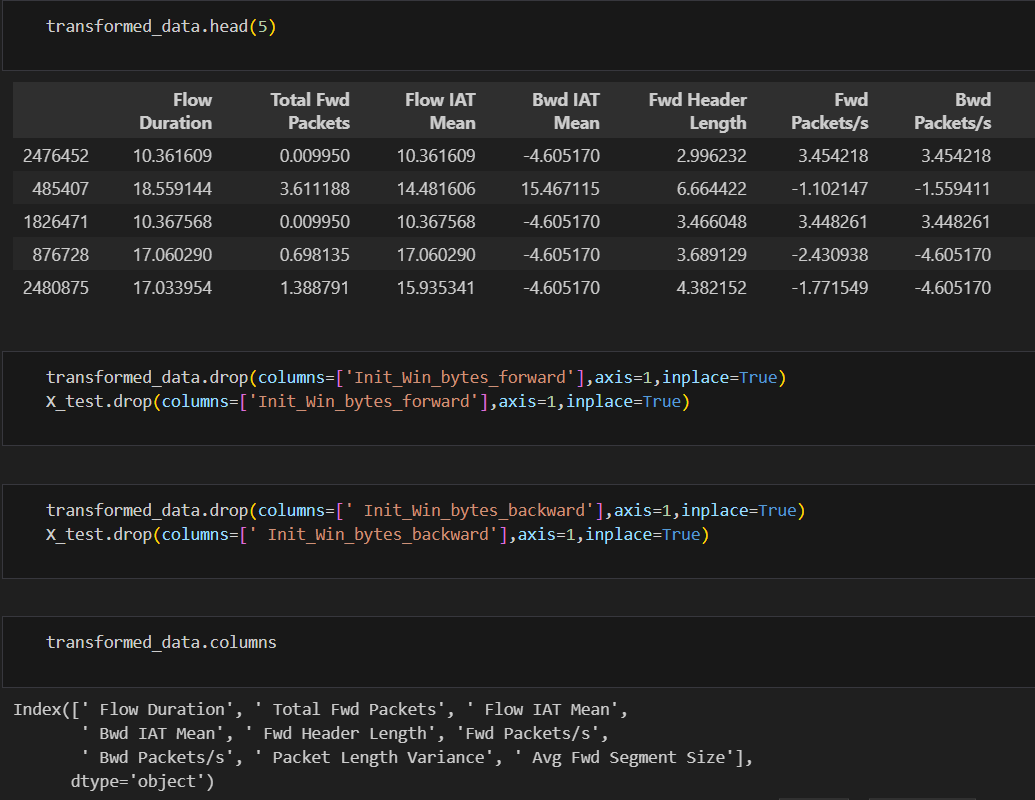 transformed_data.head(5)
Flow Duration Total Fwd Packets Flow IAT Mean Bwd IAT Mean Fwd Header Length Fwd Packets/s Bwd Packets/s
2476452 10.361609 0.009950 10.361609 -4.605170 2.996232 3.454218 3.454218
485407 18.559144 3.611188 14.481606 15.467115 6.664422 -1.102147 -1.559411
1826471 10.367568 0.009950 10.367568 -4.605170 3.466048 3.448261 3.448261
876728 17.060290 0.698135 17.060290 -4.605170 3.689129 -2.430938 -4.605170
2480875 17.033954 1.388791 15.935341 -4.605170 4.382152 -1.771549 -4.605170
transformed_data.drop(columns=['Init_Win_bytes_forward'],axis=1,inplace=True)
X_test.drop(columns=['Init_Win_bytes_forward'],axis=1,inplace=True)
transformed_data.drop(columns=[' Init_Win_bytes_backward'],axis=1,inplace=True)
X_test.drop(columns=[' Init_Win_bytes_backward'],axis=1,inplace=True)
transformed_data.columns
Index([' Flow Duration', ' Total Fwd Packets', ' Flow IAT Mean',
' Bwd IAT Mean', ' Fwd Header Length', 'Fwd Packets/s',
' Bwd Packets/s', ' Packet Length Variance', ' Avg Fwd Segment Size'],
dtype='object')